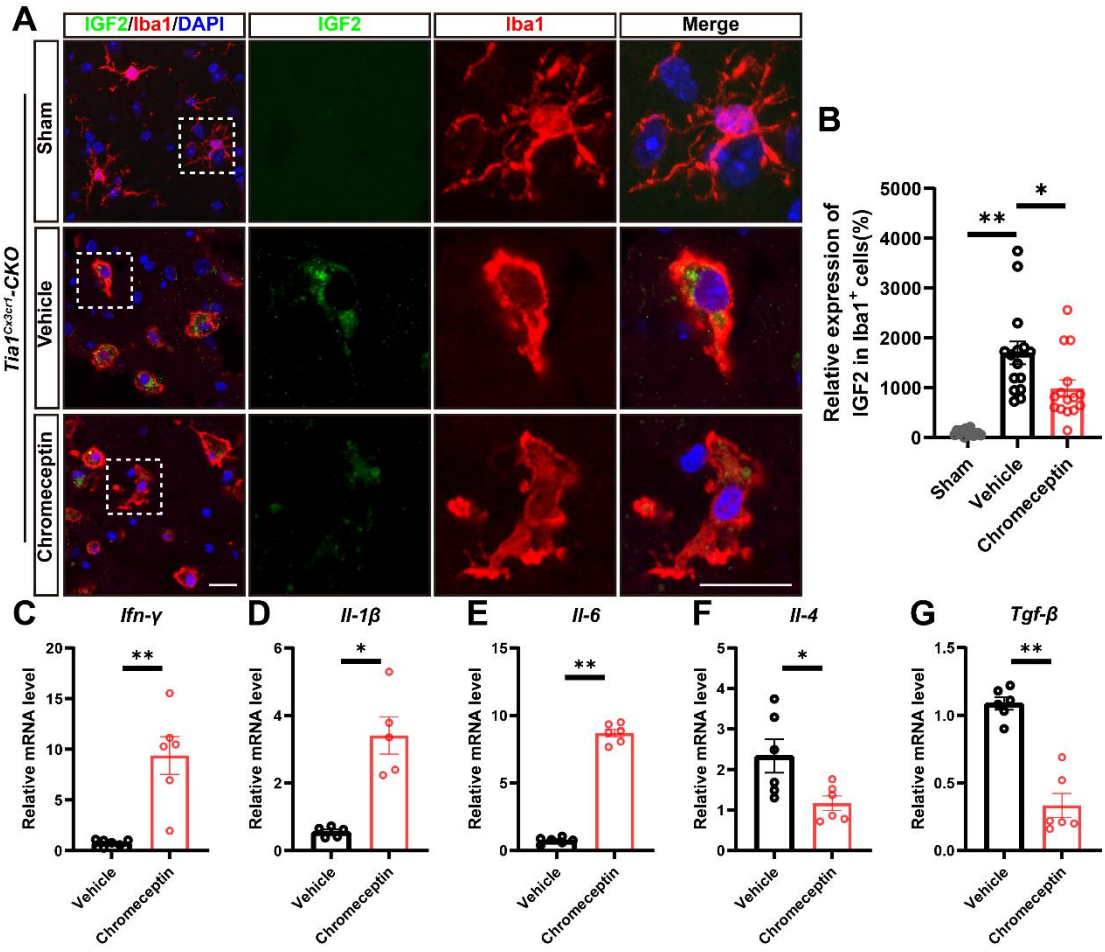 A
IGF2/Iba1/DAPI
IGF2
Iba1
Merge
Tia1Cx3cr1-CKO
Sham
Vehicle
Chromeceptin
B
Relative expression of
IGF2 in Iba1+ cells(%)
5000
4000
3000
2000
1000
0
**
*
Sham
Vehicle
Chromeceptin
C
Ifn-γ
Relative mRNA level
20
15
10
5
0
**
Vehicle
Chromeceptin
D
Il-1β
Relative mRNA level
6
4
2
0
*
Vehicle
Chromeceptin
E
Il-6
Relative mRNA level
15
10
5
0
**
Vehicle
Chromeceptin
F
Il-4
Relative mRNA level
5
4
3
2
1
0
*
Vehicle
Chromeceptin
G
Tgf-β
Relative mRNA level
1.5
1.0
0.5
0.0
**
Vehicle
Chromeceptin